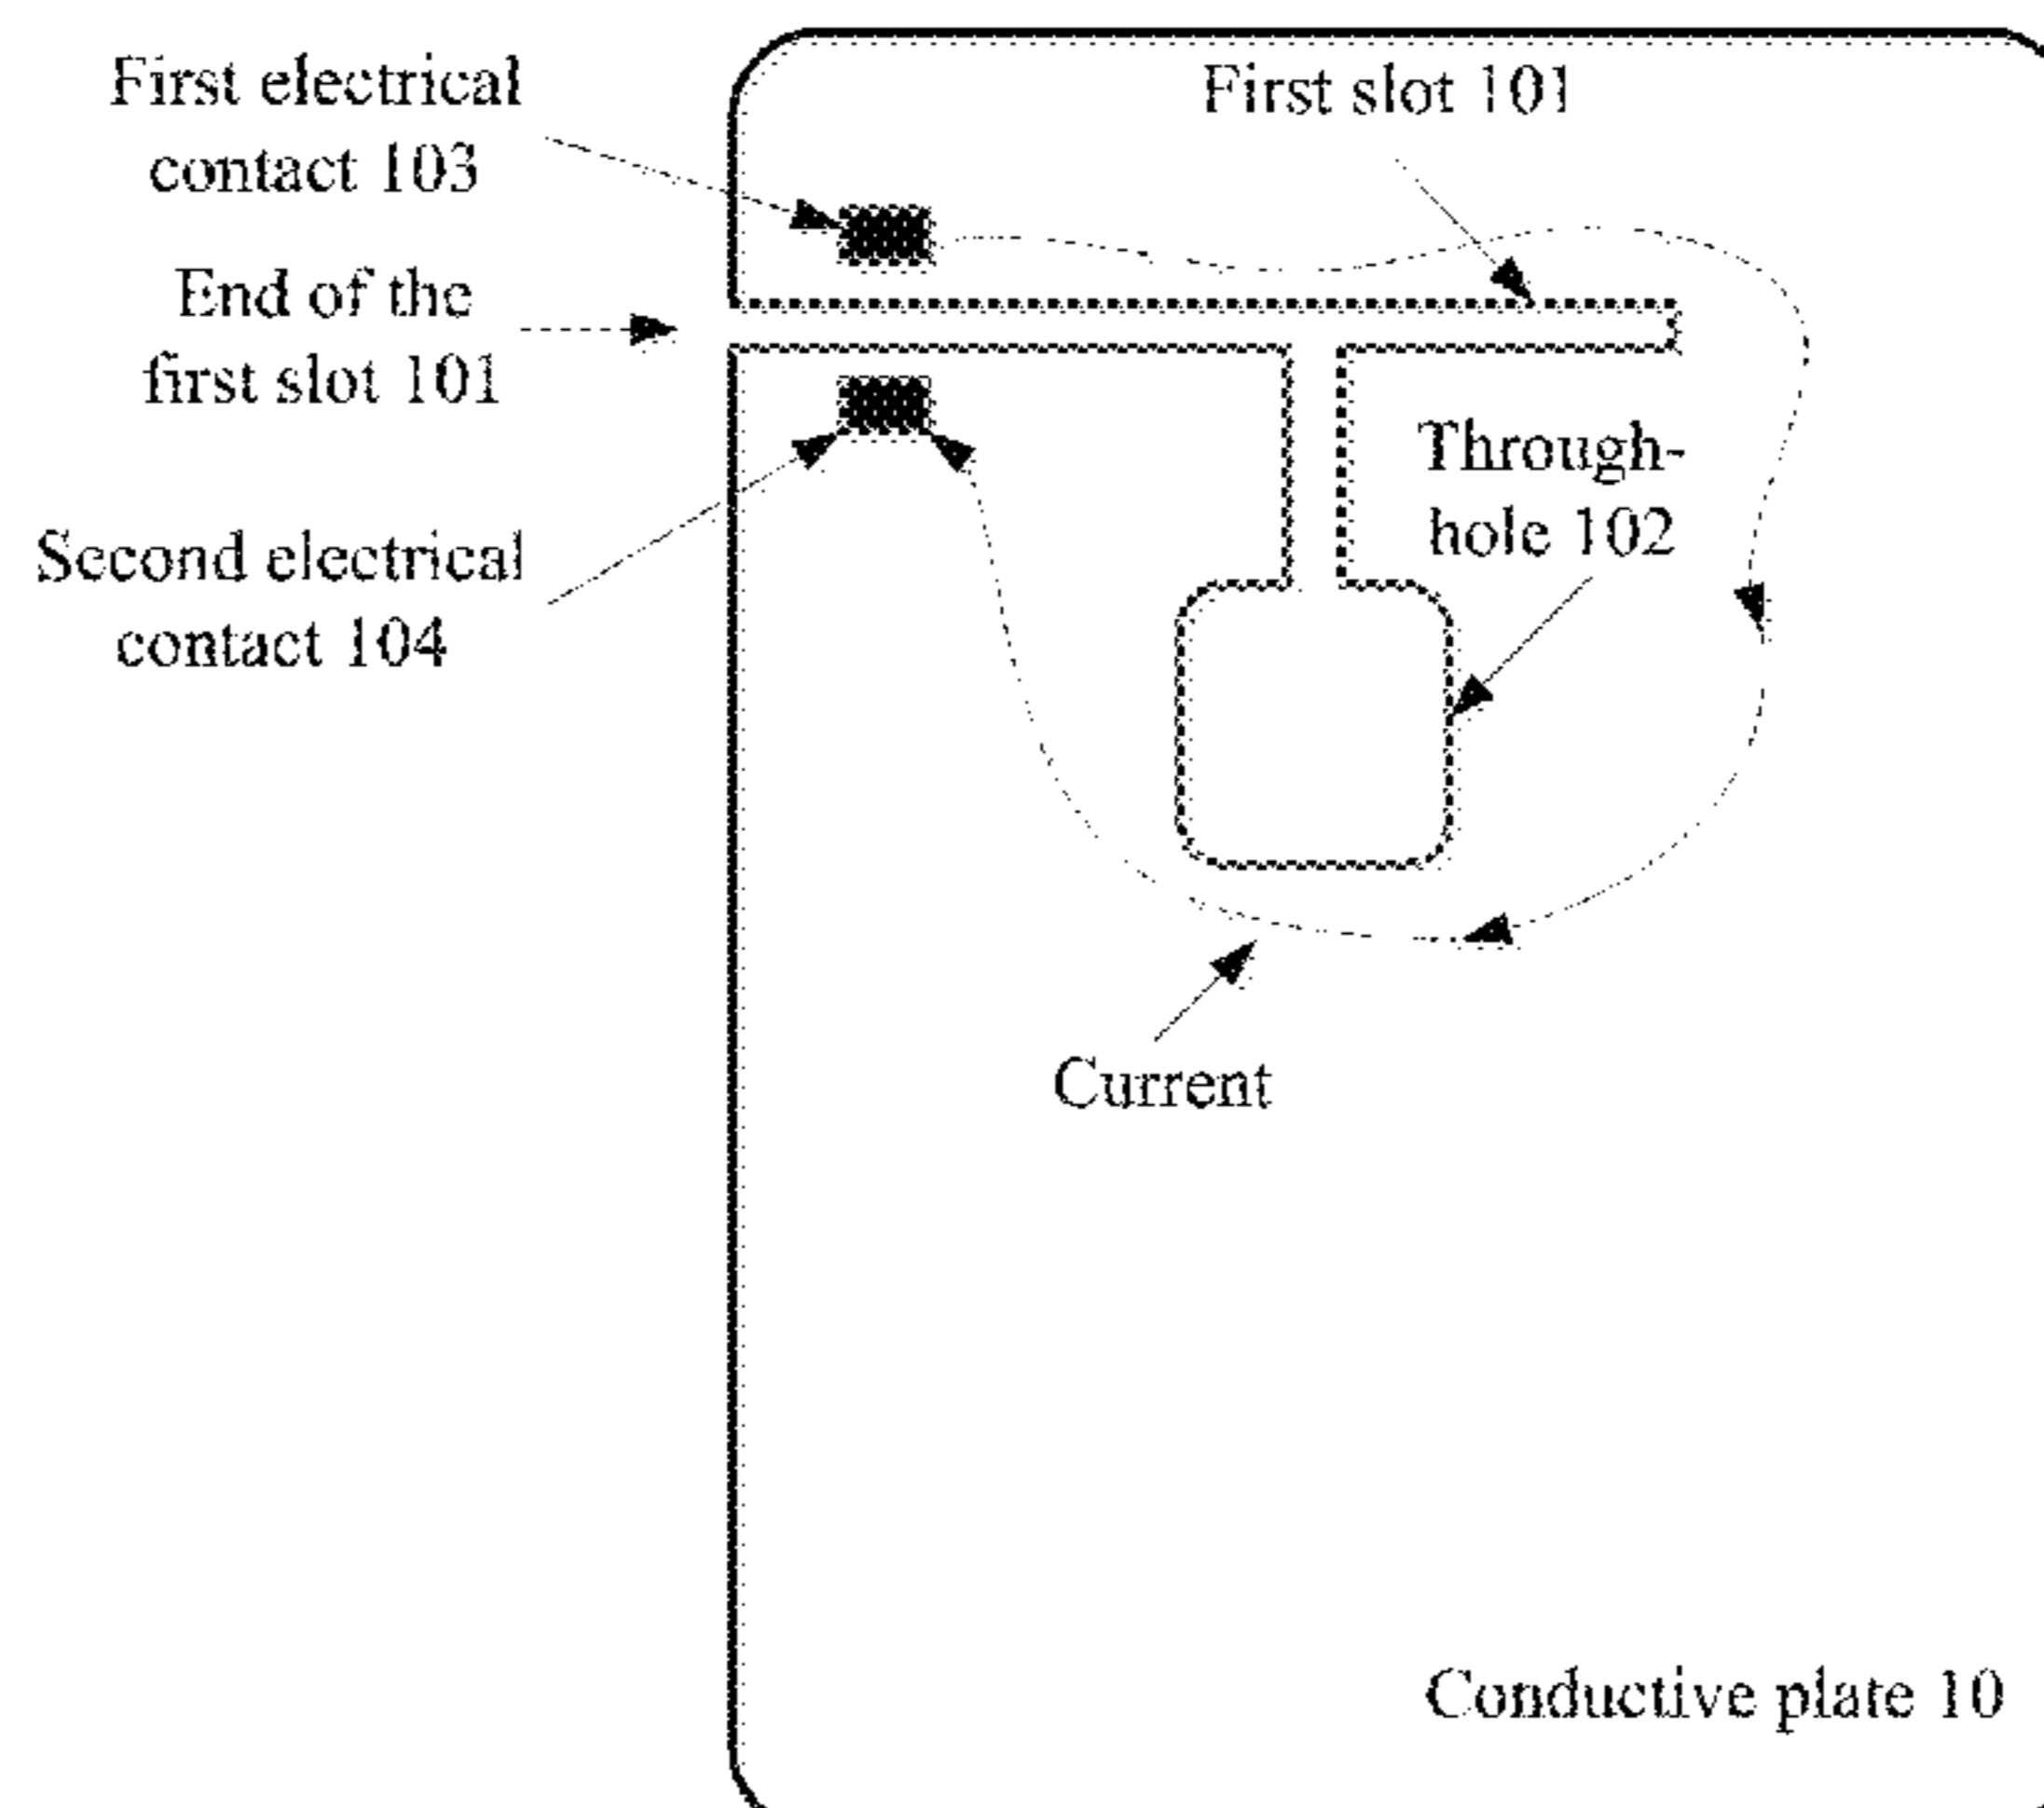 First electrical
contact 103
First slot 101
End of the
first slot 101
Through-
hole 102
Second electrical
contact 104
Current
Conductive plate 10